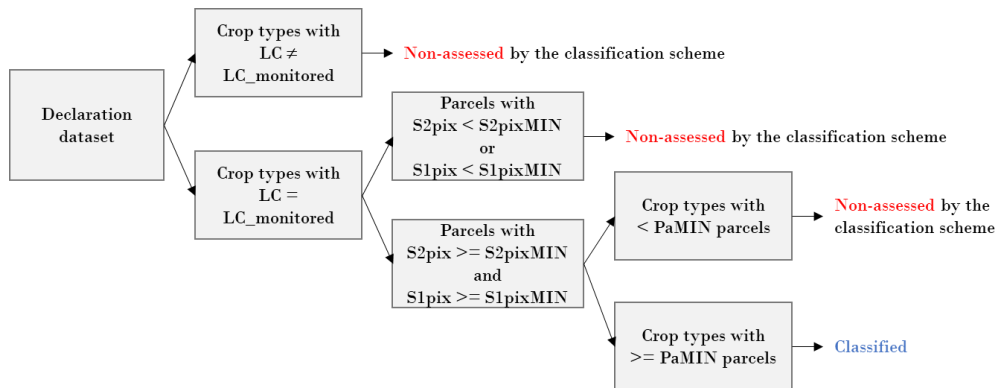 Crop types with
LC ≠
LC_monitored
Non-assessed by the classification scheme
Declaration
dataset
Parcels with
S2pix < S2pixMIN
or
S1pix < S1pixMIN
Non-assessed by the classification scheme
Crop types with
LC =
LC_monitored
Crop types with
< PaMIN parcels
Non-assessed by the
classification scheme
Parcels with
S2pix >= S2pixMIN
and
S1pix >= S1pixMIN
Crop types with
>= PaMIN parcels
Classified